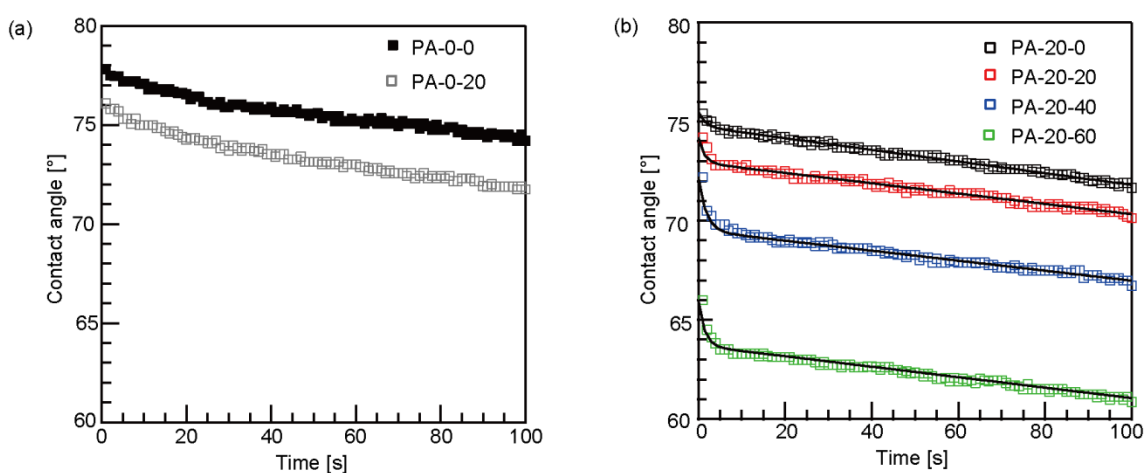 (a)
80
75
70
65
60
Contact angle [°]
PA-0-0
PA-0-20
0 20 40 60 80 100
Time [s]
(b)
80
75
70
65
60
Contact angle [°]
PA-20-0
PA-20-20
PA-20-40
PA-20-60
0 20 40 60 80 100
Time [s]